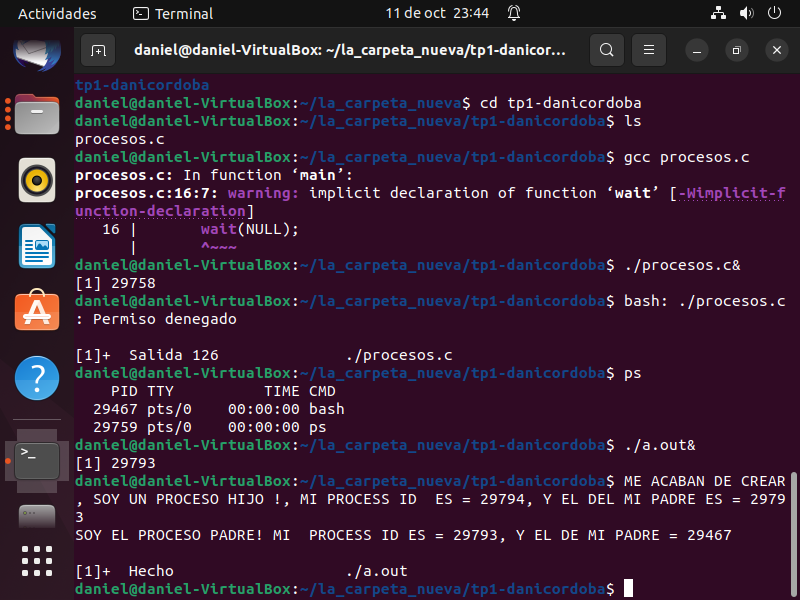 Actividades
Terminal
11 de oct 23:44
daniel@daniel-VirtualBox: ~/la_carpeta_nueva/tp1-danicor...
tp1-danicordoba
daniel@daniel-VirtualBox:~/la_carpeta_nueva$ cd tp1-danicordoba
daniel@daniel-VirtualBox:~/la_carpeta_nueva/tp1-danicordoba$ ls
procesos.c
daniel@daniel-VirtualBox:~/la_carpeta_nueva/tp1-danicordoba$ gcc procesos.c
procesos.c: In function ‘main’:
procesos.c:16:7: warning: implicit declaration of function ‘wait’ [-Wimplicit-f
unction-declaration]
   16 |       wait(NULL);
      |       ^~~~
daniel@daniel-VirtualBox:~/la_carpeta_nueva/tp1-danicordoba$ ./procesos.c&
[1] 29758
daniel@daniel-VirtualBox:~/la_carpeta_nueva/tp1-danicordoba$ bash: ./procesos.c
: Permiso denegado
[1]+  Salida 126              ./procesos.c
daniel@daniel-VirtualBox:~/la_carpeta_nueva/tp1-danicordoba$ ps
    PID TTY          TIME CMD
  29467 pts/0    00:00:00 bash
  29759 pts/0    00:00:00 ps
daniel@daniel-VirtualBox:~/la_carpeta_nueva/tp1-danicordoba$ ./a.out&
[1] 29793
daniel@daniel-VirtualBox:~/la_carpeta_nueva/tp1-danicordoba$ ME ACABAN DE CREAR
, SOY UN PROCESO HIJO !, MI PROCESS ID  ES = 29794, Y EL DEL MI PADRE ES = 2979
3
SOY EL PROCESO PADRE! MI  PROCESS ID ES = 29793, Y EL DE MI PADRE = 29467
[1]+  Hecho                   ./a.out
daniel@daniel-VirtualBox:~/la_carpeta_nueva/tp1-danicordoba$